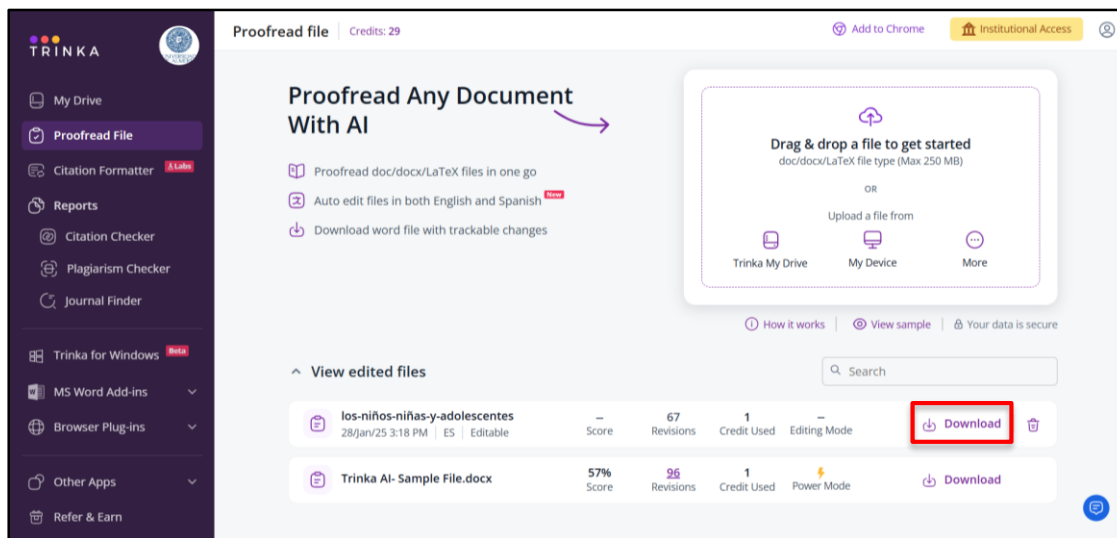 TRINKA
My Drive
Proofread File
Citation Formatter Labs
Reports
Citation Checker
Plagiarism Checker
Journal Finder
Trinka for Windows Beta
MS Word Add-ins
Browser Plug-ins
Other Apps
Refer & Earn
Proofread file Credits: 29
Add to Chrome
Institutional Access
Proofread Any Document
With AI
Proofread doc/docx/LaTeX files in one go
Auto edit files in both English and Spanish New
Download word file with trackable changes
Drag & drop a file to get started
doc/docx/LaTeX file type (Max 250 MB)
OR
Upload a file from
Trinka My Drive My Device More
How it works View sample Your data is secure
View edited files
Search
los-niños-niñas-y-adolescentes
28/Jan/25 3:18 PM ES Editable
– Score
67 Revisions
1 Credit Used
– Editing Mode
Download
Trinka AI- Sample File.docx
57% Score
96 Revisions
1 Credit Used
Power Mode
Download